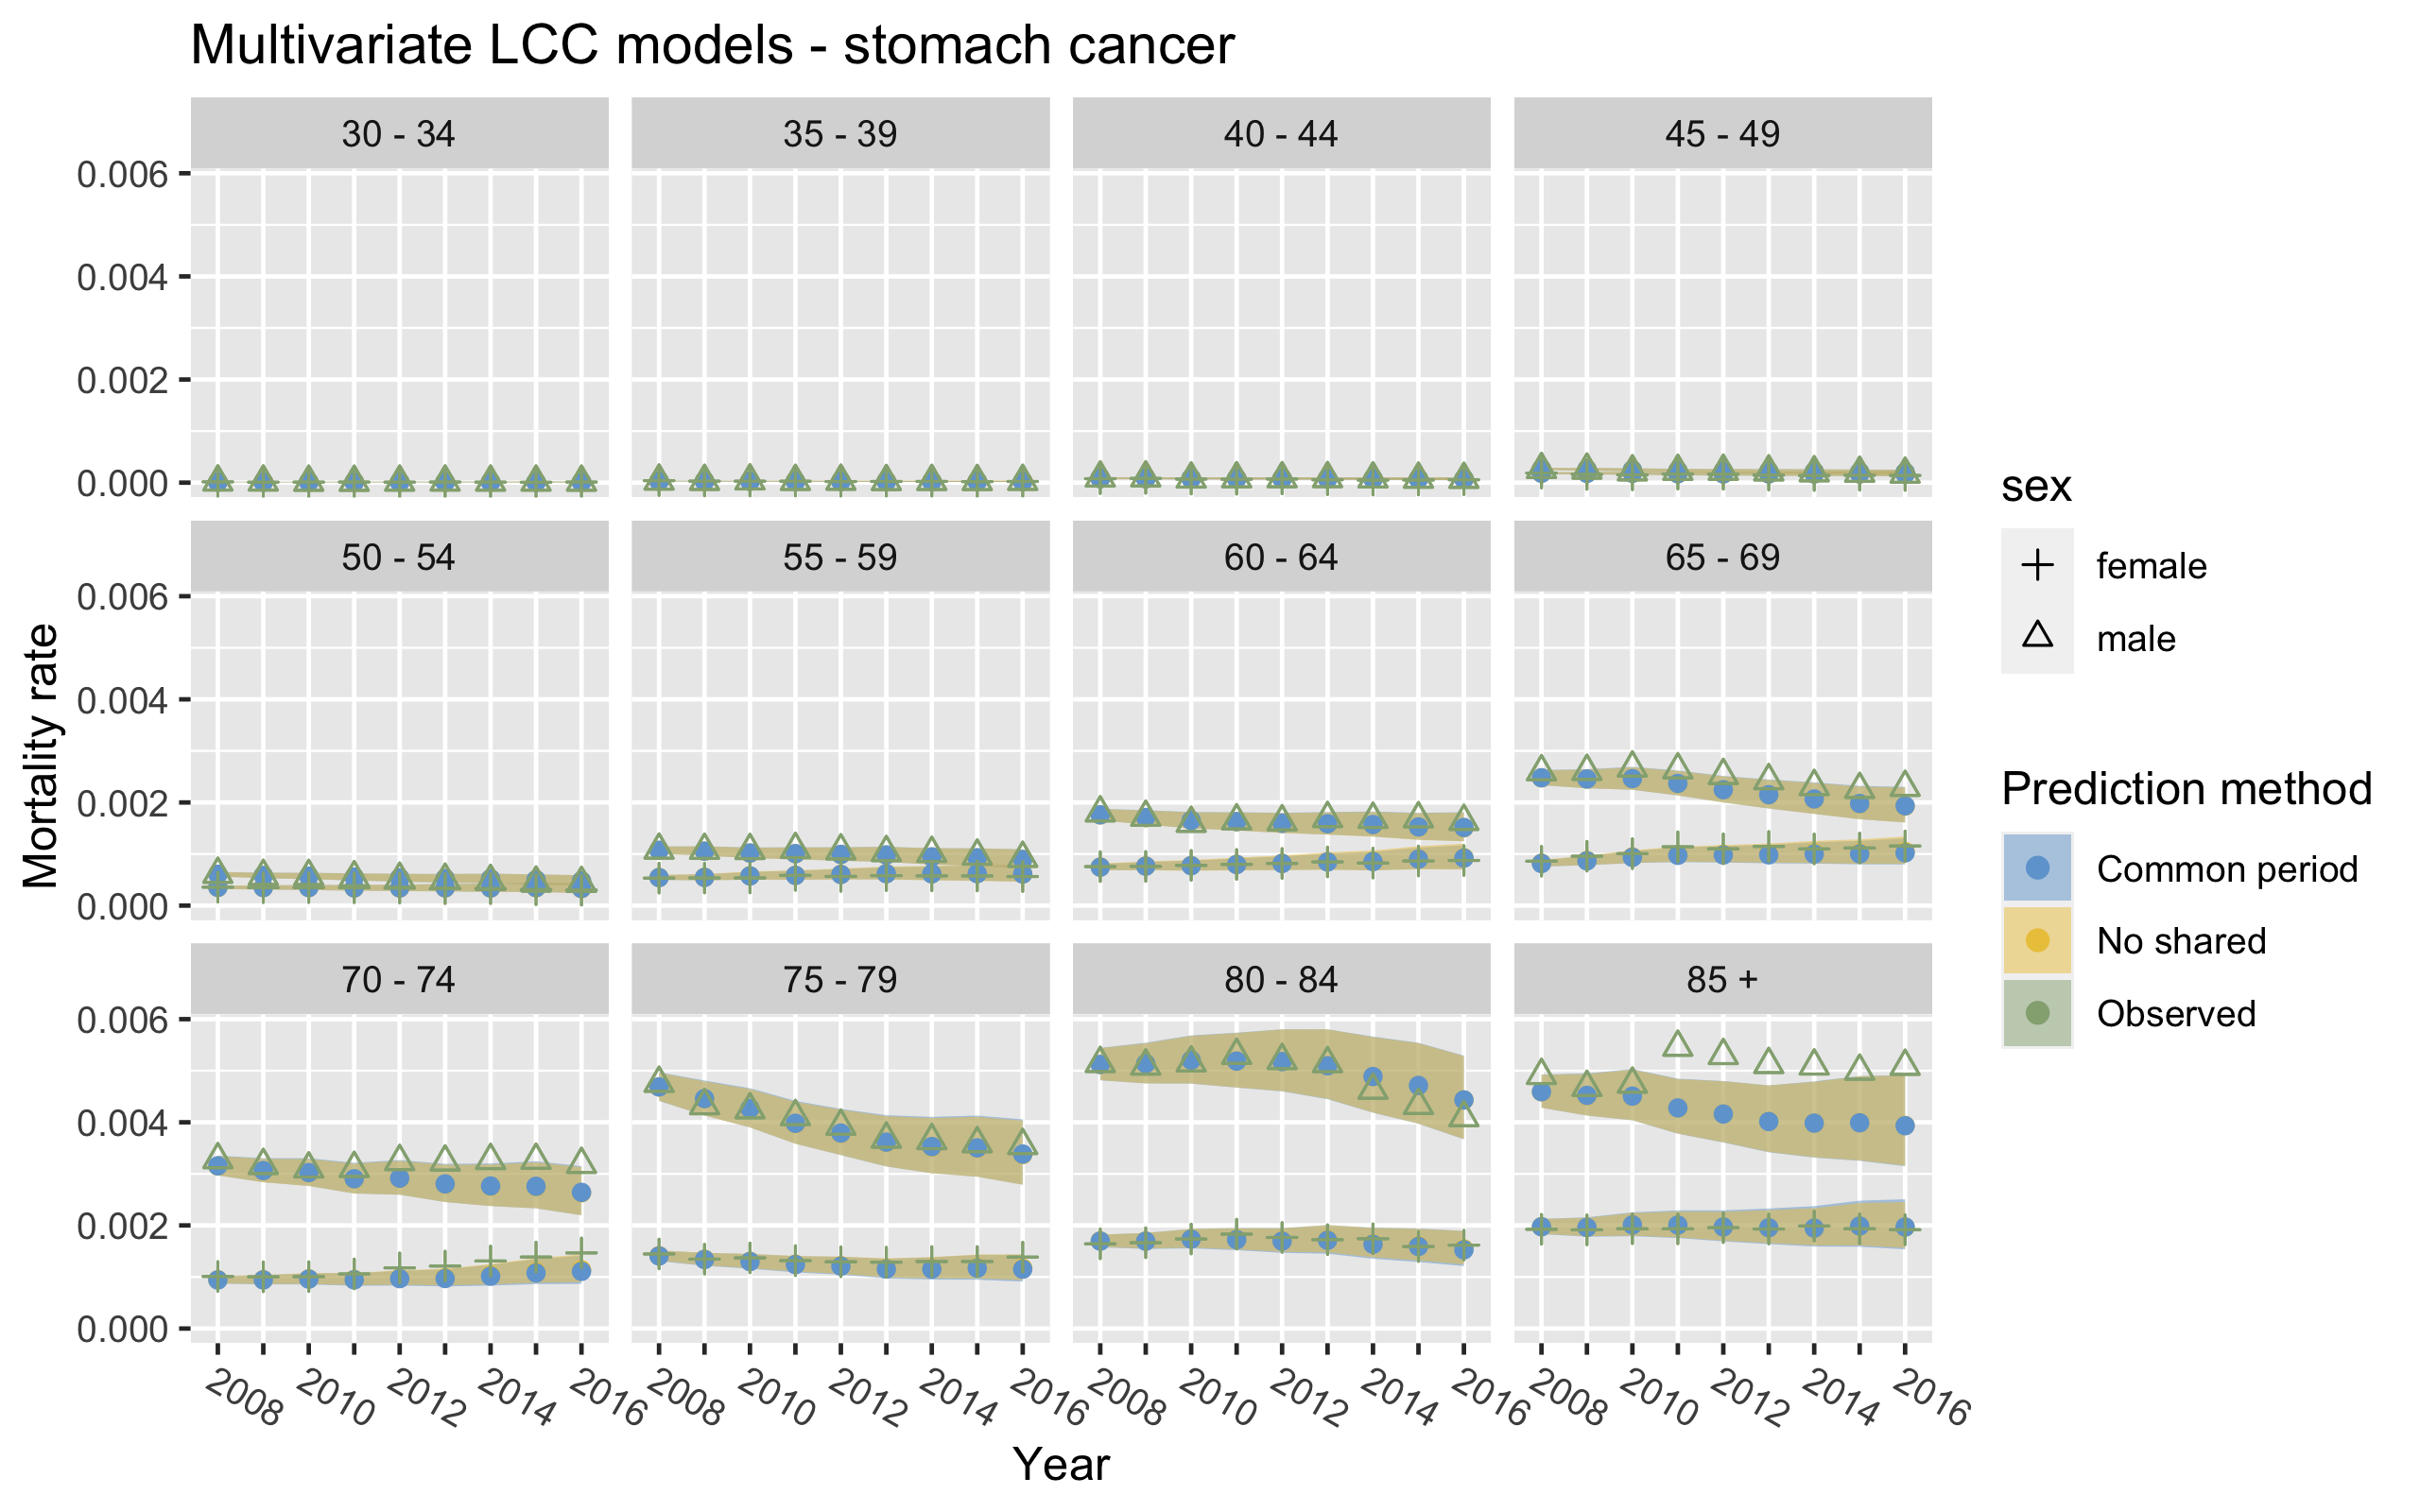 Multivariate LCC models - stomach cancer
30 - 34
35 - 39
40 - 44
45 - 49
0.006
0.004
0.002
0.000
50 - 54
55 - 59
60 - 64
65 - 69
0.006
0.004
0.002
0.000
70 - 74
75 - 79
80 - 84
85 +
0.006
0.004
0.002
0.000
2008 2010 2012 2014 2016
2008 2010 2012 2014 2016
2008 2010 2012 2014 2016
2008 2010 2012 2014 2016
Year
Mortality rate
sex
female
male
Prediction method
Common period
No shared
Observed